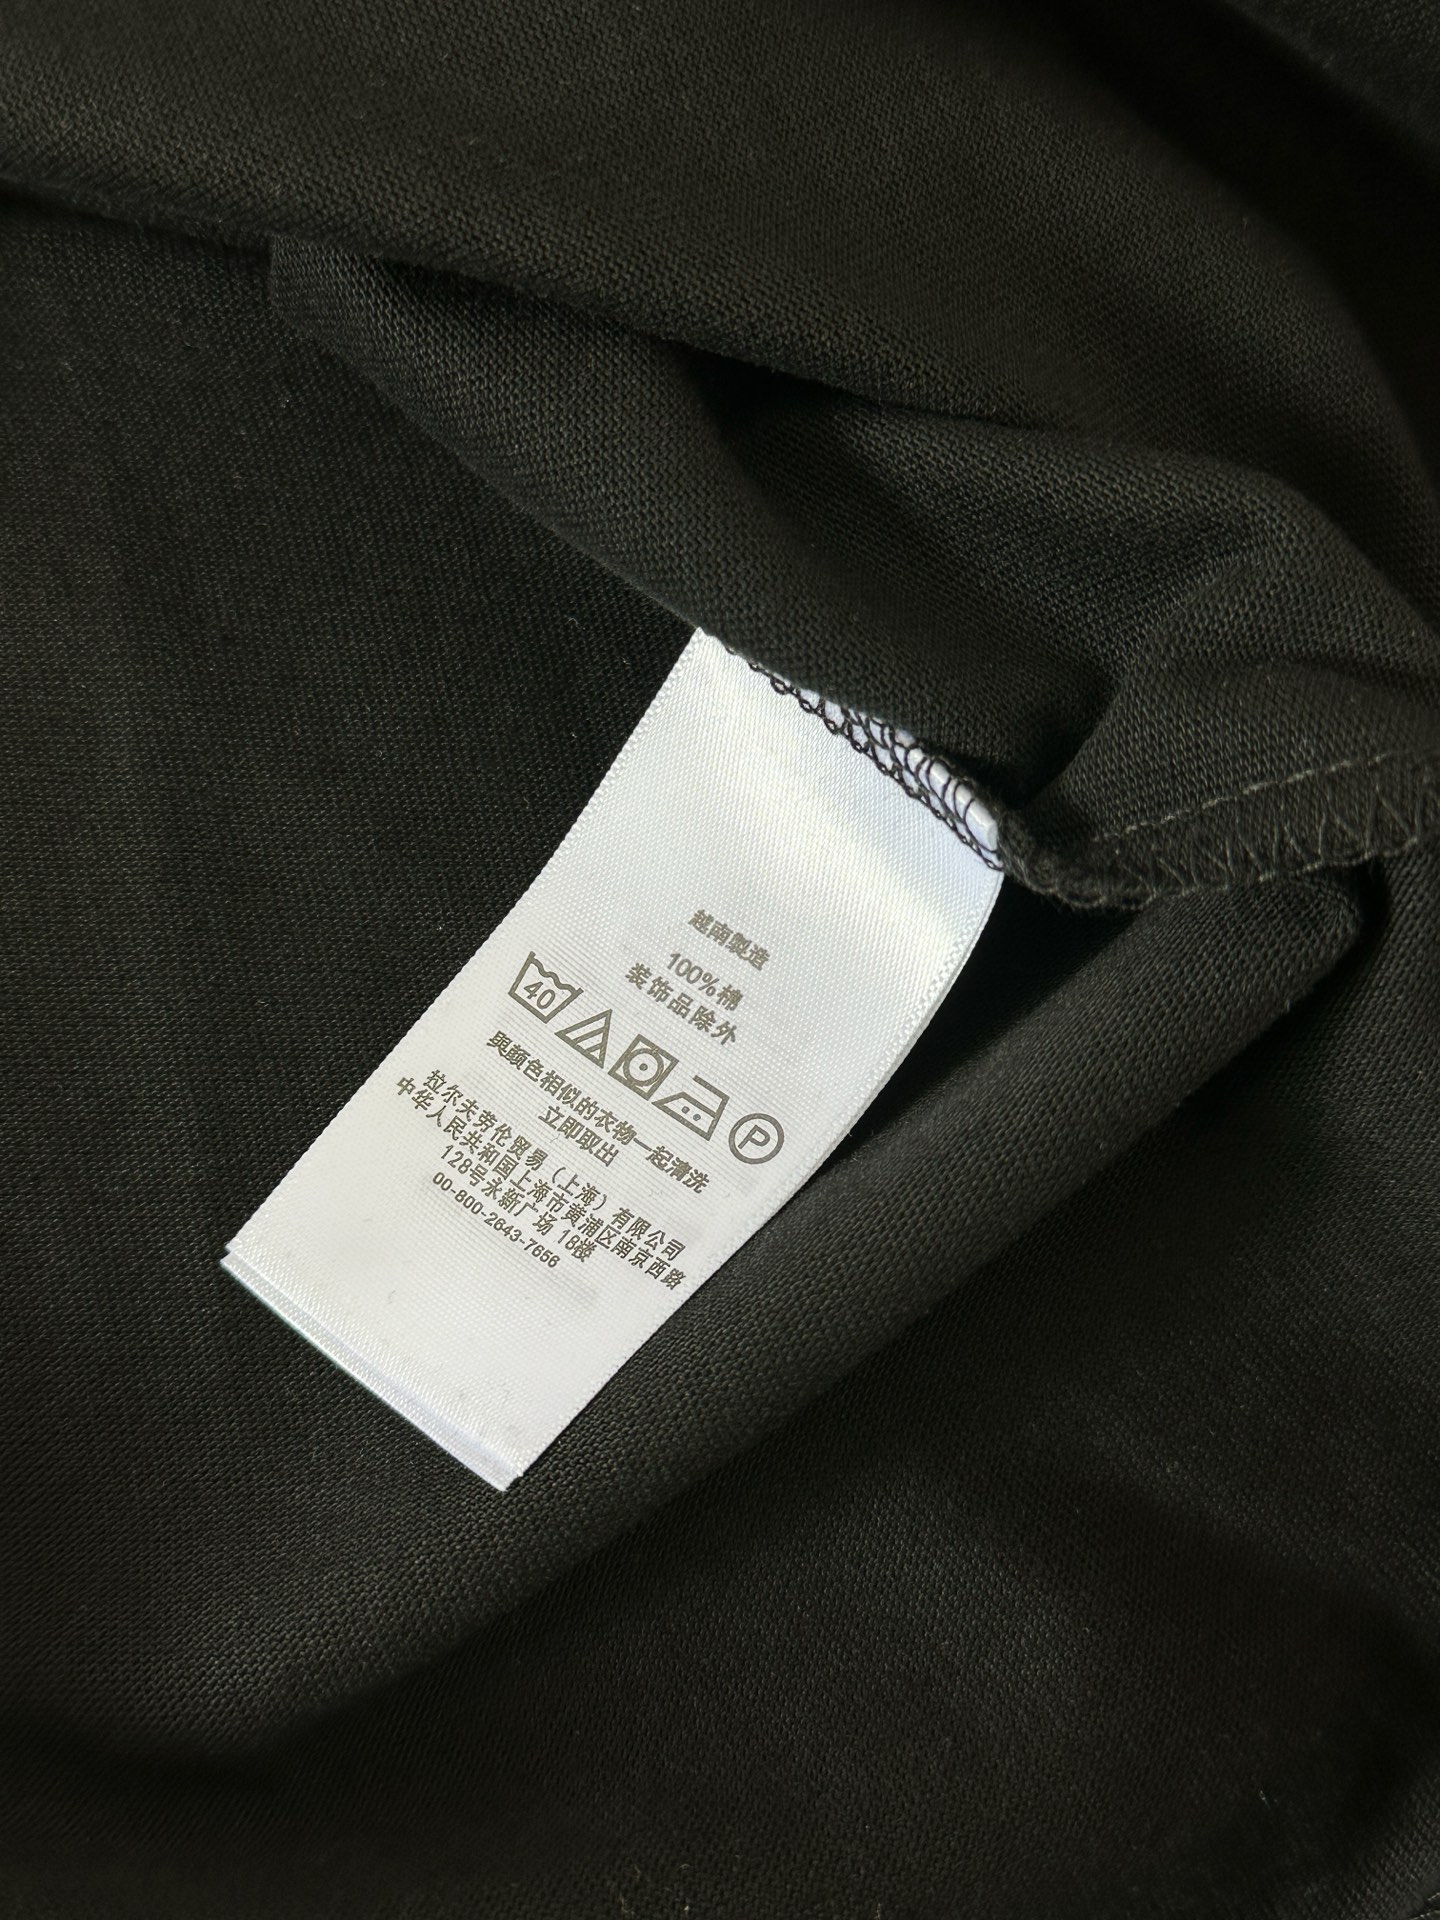 越南製造
100%棉
装饰品除外
40
P
與颜色相似的衣物一起清洗
立即取出
拉尔夫劳伦贸易（上海）有限公司
中华人民共和国上海市黄浦区南京西路
128号永新广场 18楼
00-800-2643-7656